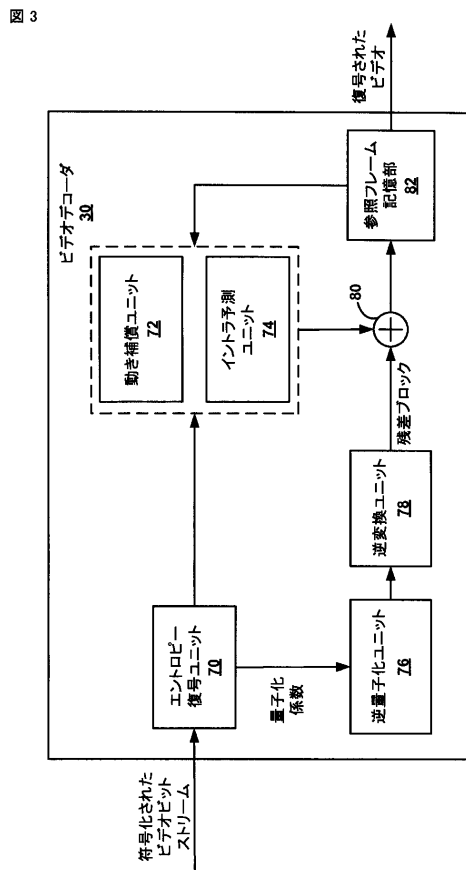 図 3
符号化された
ビデオビット
ストリーム
ビデオデコーダ
30
エントロピー
復号ユニット
70
量子化
係数
動き補償ユニット
72
イントラ予測
ユニット
74
逆量子化ユニット
76
逆変換ユニット
78
残差ブロック
80
参照フレーム
記憶部
82
復号された
ビデオ